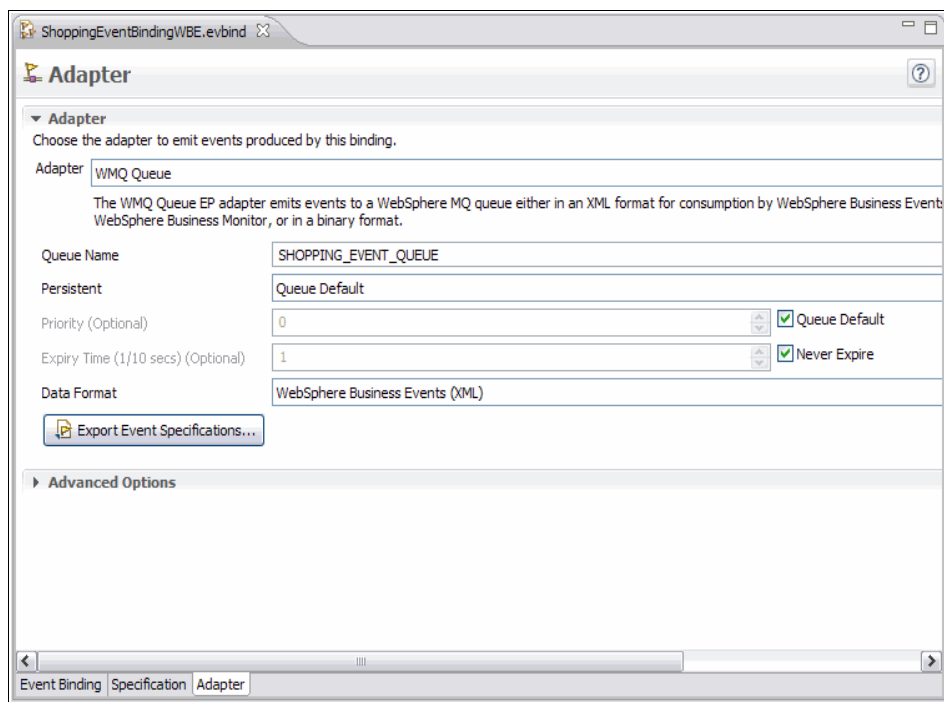 ShoppingEventBindingWBE.evbind
Adapter
Adapter
Choose the adapter to emit events produced by this binding.
Adapter WMQ Queue
The WMQ Queue EP adapter emits events to a WebSphere MQ queue either in an XML format for consumption by WebSphere Business Event
WebSphere Business Monitor, or in a binary format.
Queue Name SHOPPING_EVENT_QUEUE
Persistent Queue Default
Priority (Optional) 0 Queue Default
Expiry Time (1/10 secs) (Optional) 1 Never Expire
Data Format WebSphere Business Events (XML)
Export Event Specifications...
Advanced Options
Event Binding Specification Adapter